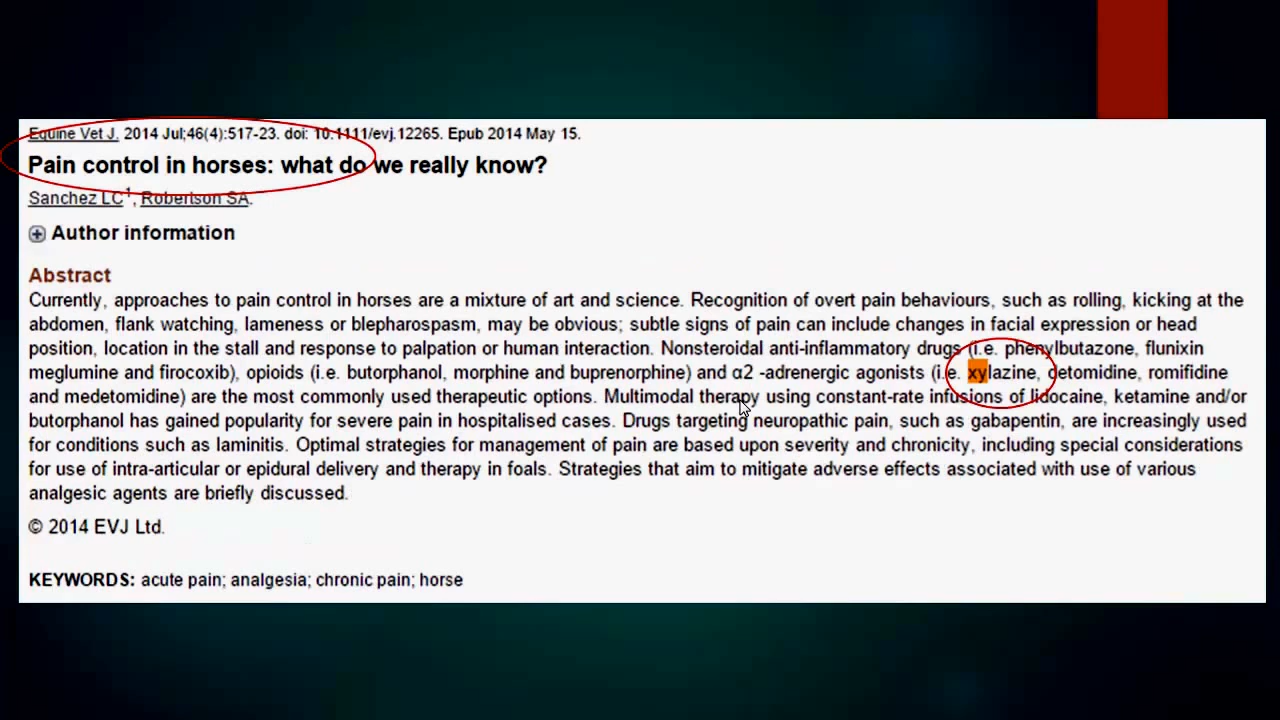 Equine Vet J. 2014 Jul;46(4):517-23. doi: 10.1111/evj.12265. Epub 2014 May 15.
Pain control in horses: what do we really know?
Sanchez LC1, Robertson SA.
Author information
Abstract
Currently, approaches to pain control in horses are a mixture of art and science. Recognition of overt pain behaviours, such as rolling, kicking at the
abdomen, flank watching, lameness or blepharospasm, may be obvious; subtle signs of pain can include changes in facial expression or head
position, location in the stall and response to palpation or human interaction. Nonsteroidal anti-inflammatory drugs (i.e. phenylbutazone, flunixin
meglumine and firocoxib), opioids (i.e. butorphanol, morphine and buprenorphine) and α2 -adrenergic agonists (i.e. xylazine, detomidine, romifidine
and medetomidine) are the most commonly used therapeutic options. Multimodal therapy using constant-rate infusions of lidocaine, ketamine and/or
butorphanol has gained popularity for severe pain in hospitalised cases. Drugs targeting neuropathic pain, such as gabapentin, are increasingly used
for conditions such as laminitis. Optimal strategies for management of pain are based upon severity and chronicity, including special considerations
for use of intra-articular or epidural delivery and therapy in foals. Strategies that aim to mitigate adverse effects associated with use of various
analgesic agents are briefly discussed.
© 2014 EVJ Ltd.
KEYWORDS: acute pain; analgesia; chronic pain; horse